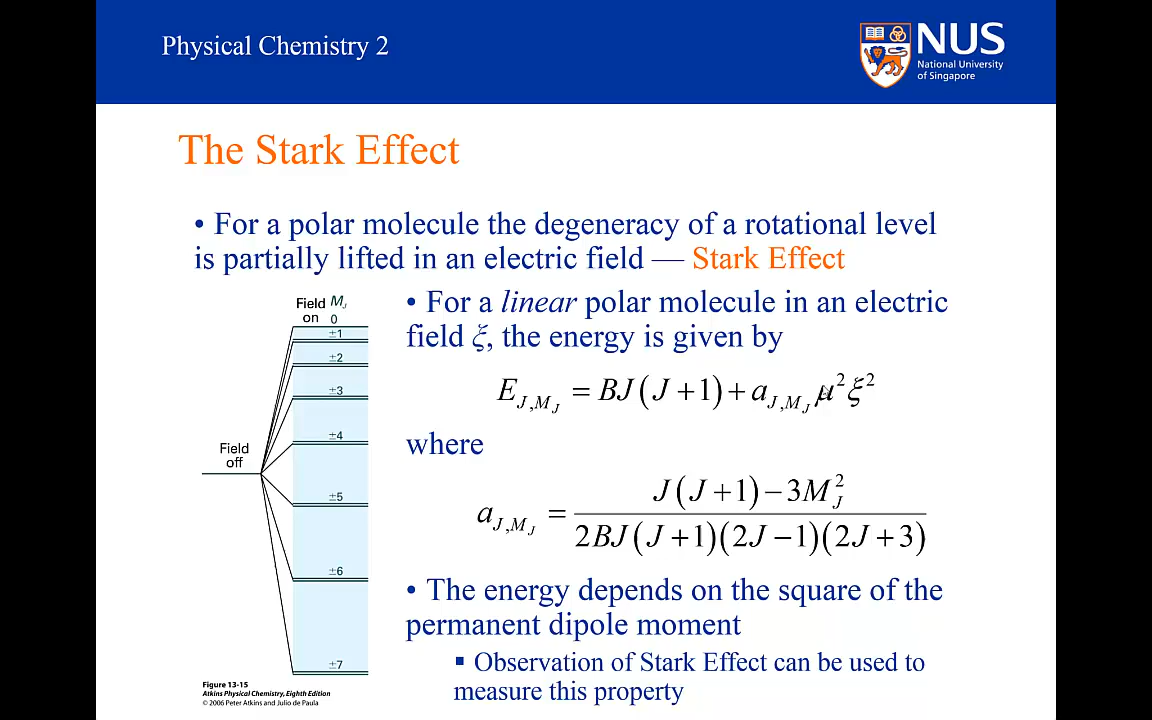 Physical Chemistry 2
NUS
National University
of Singapore
The Stark Effect
• For a polar molecule the degeneracy of a rotational level
is partially lifted in an electric field — Stark Effect
Field M_J
on 0
±1
±2
±3
±4
Field
off
±5
±6
±7
Figure 13-15
Atkins Physical Chemistry, Eighth Edition
© 2006 Peter Atkins and Julio de Paula
• For a linear polar molecule in an electric
field ξ, the energy is given by
E_{J,M_J} = BJ(J+1) + a_{J,M_J} μ² ξ²
where
a_{J,M_J} = \frac{J(J+1)−3M_J^2}{2BJ(J+1)(2J−1)(2J+3)}
• The energy depends on the square of the
permanent dipole moment
▪ Observation of Stark Effect can be used to
measure this property